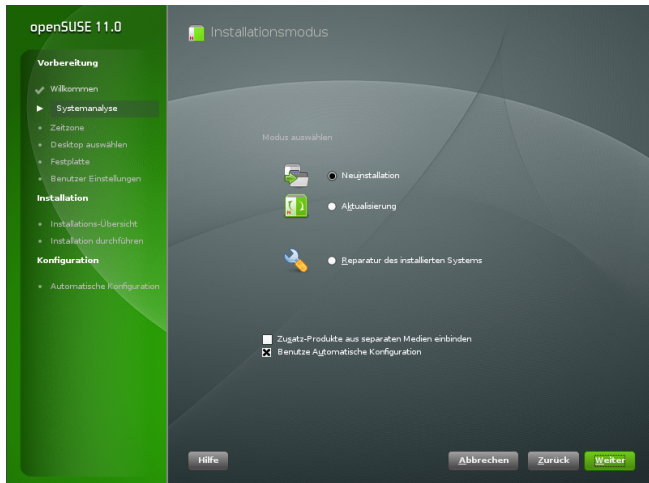 openSUSE 11.0
Vorbereitung
Willkommen
Systemanalyse
Zeitzone
Desktop auswählen
Festplatte
Benutzer Einstellungen
Installation
Installations-Übersicht
Installation durchführen
Konfiguration
Automatische Konfiguration
Installationsmodus
Modus auswählen
Neuinstallation
Aktualisierung
Reparatur des installierten Systems
Zusatz-Produkte aus separaten Medien einbinden
Benutze Automatische Konfiguration
Hilfe
Abbrechen
Zurück
Weiter